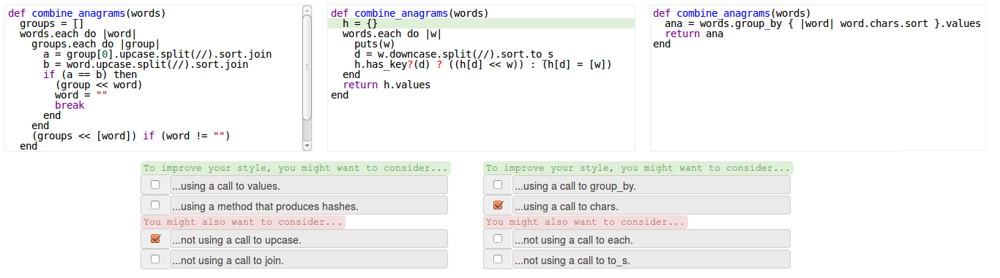 def combine_anagrams(words)
  groups = []
  words.each do |word|
    groups.each do |group|
      a = group[0].upcase.split(//).sort.join
      b = word.upcase.split(//).sort.join
      if (a == b) then
        (group << word)
        word = ""
        break
      end
    end
    (groups << [word]) if (word != "")
  end
def combine_anagrams(words)
  h = {}
  words.each do |w|
    puts(w)
    d = w.downcase.split(//).sort.to_s
    h.has_key?(d) ? ((h[d] << w)) : (h[d] = [w])
  end
  return h.values
end
def combine_anagrams(words)
  ana = words.group_by { |word| word.chars.sort }.values
  return ana
end
To improve your style, you might want to consider...
...using a call to values.
...using a method that produces hashes.
You might also want to consider...
...not using a call to upcase.
...not using a call to join.
To improve your style, you might want to consider...
...using a call to group_by.
...using a call to chars.
You might also want to consider...
...not using a call to each.
...not using a call to to_s.